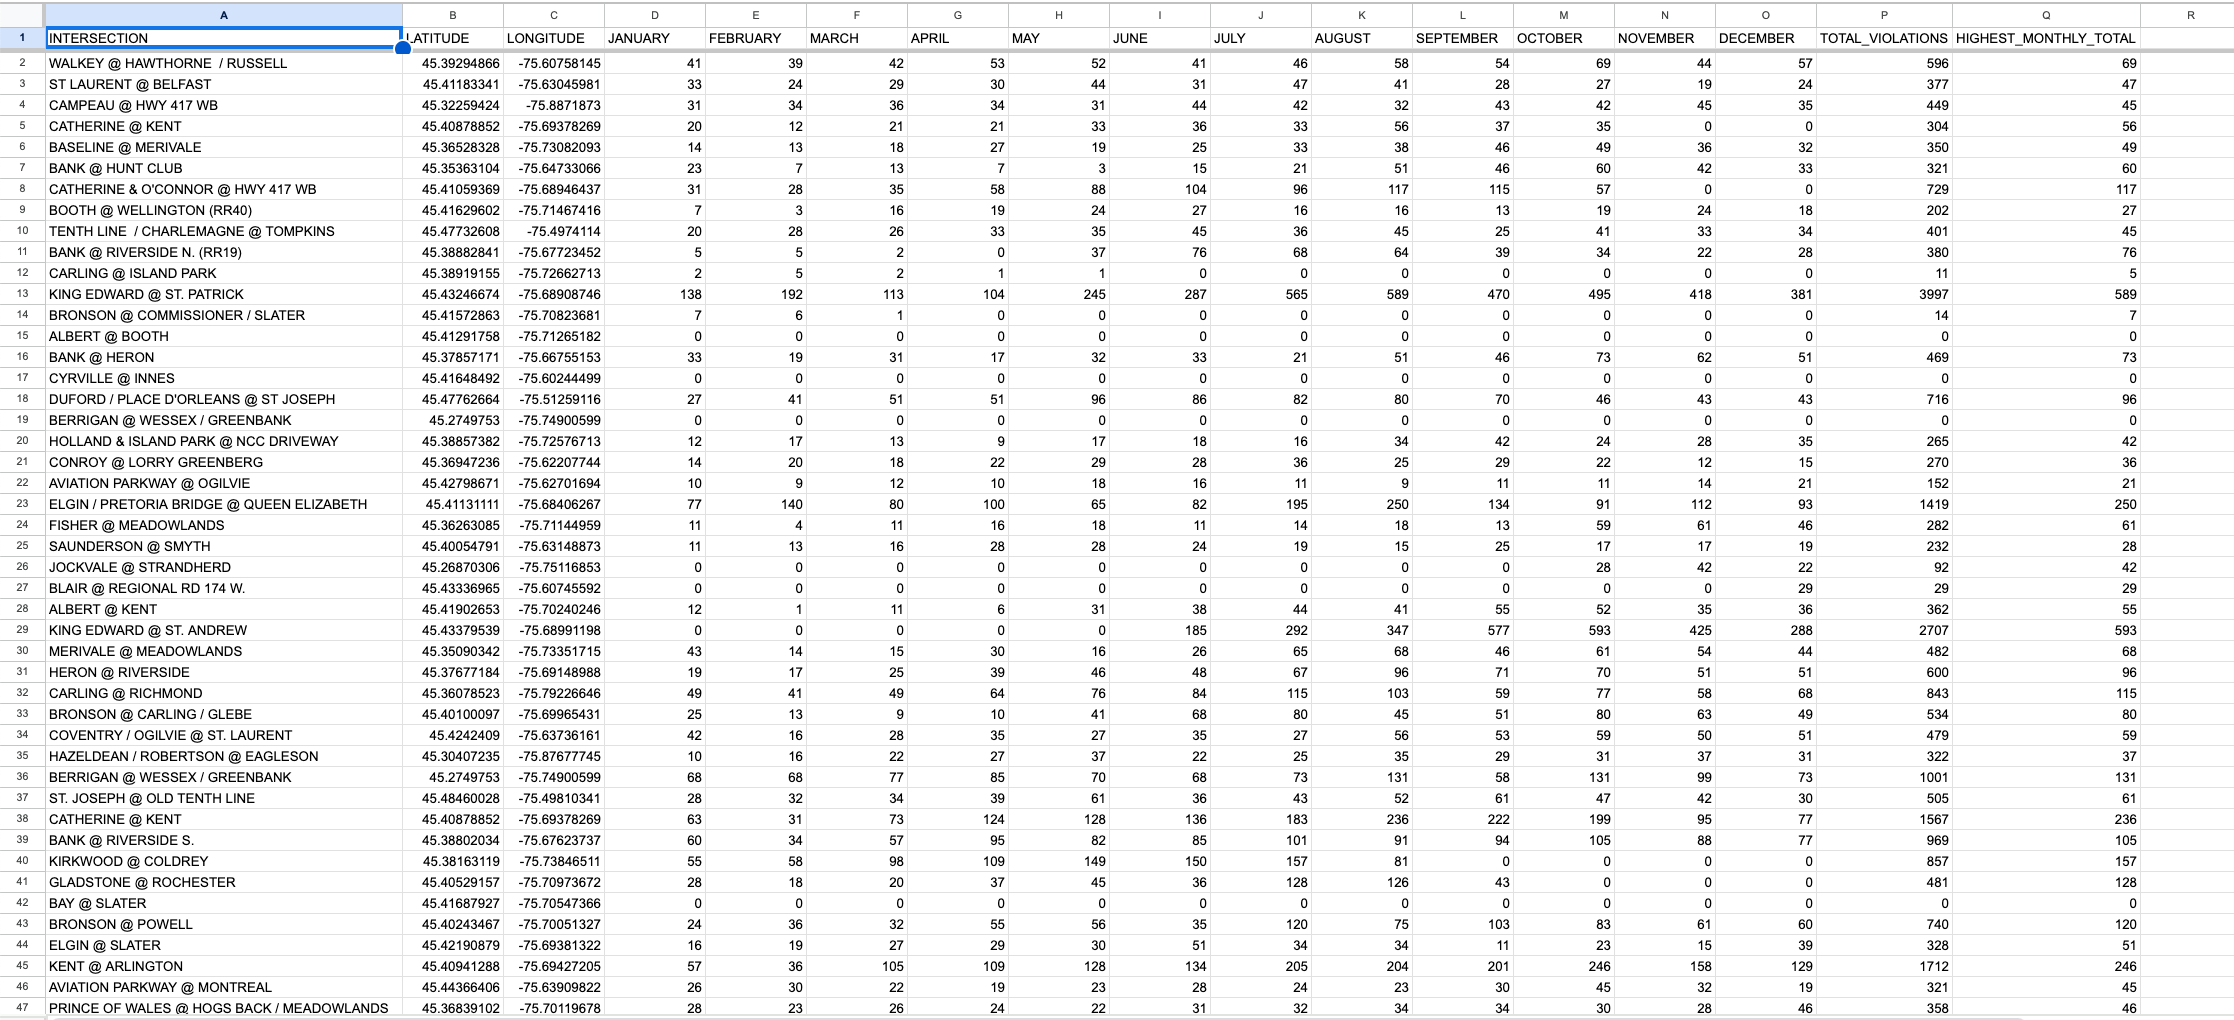 A B C D E F G H I J K L M N O P Q R
1 INTERSECTION LATITUDE LONGITUDE JANUARY FEBRUARY MARCH APRIL MAY JUNE JULY AUGUST SEPTEMBER OCTOBER NOVEMBER DECEMBER TOTAL_VIOLATIONS HIGHEST_MONTHLY_TOTAL
2 WALKEY @ HAWTHORNE / RUSSELL 45.39294866 -75.60758145 41 39 42 53 52 41 46 58 54 69 44 57 596 69
3 ST LAURENT @ BELFAST 45.41183341 -75.63045981 33 24 29 30 44 31 47 41 28 27 19 24 377 47
4 CAMPEAU @ HWY 417 WB 45.32259424 -75.8871873 31 34 36 34 31 44 42 32 43 42 45 35 449 45
5 CATHERINE @ KENT 45.40878852 -75.69378269 20 12 21 21 33 36 33 56 37 35 0 0 304 56
6 BASELINE @ MERIVALE 45.36528328 -75.73082093 14 13 18 27 19 25 33 38 46 49 36 32 350 49
7 BANK @ HUNT CLUB 45.35363104 -75.64733066 23 7 13 7 3 15 21 51 46 60 42 33 321 60
8 CATHERINE & O'CONNOR @ HWY 417 WB 45.41059369 -75.68946437 31 28 35 58 88 104 96 117 115 57 0 0 729 117
9 BOOTH @ WELLINGTON (RR40) 45.41629602 -75.71467416 7 3 16 19 24 27 16 16 13 19 24 18 202 27
10 TENTH LINE / CHARLEMAGNE @ TOMPKINS 45.47732608 -75.4974114 20 28 26 33 35 45 36 45 25 41 33 34 401 45
11 BANK @ RIVERSIDE N. (RR19) 45.38882841 -75.67723452 5 5 2 0 37 76 68 64 39 34 22 28 380 76
12 CARLING @ ISLAND PARK 45.38919155 -75.72662713 2 5 2 1 1 0 0 0 0 0 0 0 11 5
13 KING EDWARD @ ST. PATRICK 45.43246674 -75.68908746 138 192 113 104 245 287 565 589 470 495 418 381 3997 589
14 BRONSON @ COMMISSIONER / SLATER 45.41572863 -75.70823681 7 6 1 0 0 0 0 0 0 0 0 0 14 7
15 ALBERT @ BOOTH 45.41291758 -75.71265182 0 0 0 0 0 0 0 0 0 0 0 0 0 0
16 BANK @ HERON 45.37857171 -75.66755153 33 19 31 17 32 33 21 51 46 73 62 51 469 73
17 CYRVILLE @ INNES 45.41648492 -75.60244499 0 0 0 0 0 0 0 0 0 0 0 0 0 0
18 DUFORD / PLACE D'ORLEANS @ ST JOSEPH 45.47762664 -75.51259116 27 41 51 51 96 86 82 80 70 46 43 43 716 96
19 BERRIGAN @ WESSEX / GREENBANK 45.2749753 -75.74900599 0 0 0 0 0 0 0 0 0 0 0 0 0 0
20 HOLLAND & ISLAND PARK @ NCC DRIVEWAY 45.38857382 -75.72576713 12 17 13 9 17 18 16 34 42 24 28 35 265 42
21 CONROY @ LORRY GREENBERG 45.36947236 -75.62207744 14 20 18 22 29 28 36 25 29 22 12 15 270 36
22 AVIATION PARKWAY @ OGILVIE 45.42798671 -75.62701694 10 9 12 10 18 16 11 9 11 11 14 21 152 21
23 ELGIN / PRETORIA BRIDGE @ QUEEN ELIZABETH 45.41131111 -75.68406267 77 140 80 100 65 82 195 250 134 91 112 93 1419 250
24 FISHER @ MEADOWLANDS 45.36263085 -75.71144959 11 4 11 16 18 11 14 18 13 59 61 46 282 61
25 SAUNDERSON @ SMYTH 45.40054791 -75.63148873 11 13 16 28 28 24 19 15 25 17 17 19 232 28
26 JOCKVALE @ STRANDHERD 45.26870306 -75.75116853 0 0 0 0 0 0 0 0 0 28 42 22 92 42
27 BLAIR @ REGIONAL RD 174 W. 45.43336965 -75.60745592 0 0 0 0 0 0 0 0 0 0 0 29 29 29
28 ALBERT @ KENT 45.41902653 -75.70240246 12 1 11 6 31 38 44 41 55 52 35 36 362 55
29 KING EDWARD @ ST. ANDREW 45.43379539 -75.68991198 0 0 0 0 0 185 292 347 577 593 425 288 2707 593
30 MERIVALE @ MEADOWLANDS 45.35090342 -75.73351715 43 14 15 30 16 26 65 68 46 61 54 44 482 68
31 HERON @ RIVERSIDE 45.37677184 -75.69148988 19 17 25 39 46 48 67 96 71 70 51 51 600 96
32 CARLING @ RICHMOND 45.36078523 -75.79226646 49 41 49 64 76 84 115 103 59 77 58 68 843 115
33 BRONSON @ CARLING / GLEBE 45.40100097 -75.69965431 25 13 9 10 41 68 80 45 51 80 63 49 534 80
34 COVENTRY / OGILVIE @ ST. LAURENT 45.4242409 -75.63736161 42 16 28 35 27 35 27 56 53 59 50 51 479 59
35 HAZELDEAN / ROBERTSON @ EAGLESON 45.30407235 -75.87677745 10 16 22 27 37 22 25 35 29 31 37 31 322 37
36 BERRIGAN @ WESSEX / GREENBANK 45.2749753 -75.74900599 68 68 77 85 70 68 73 131 58 131 99 73 1001 131
37 ST. JOSEPH @ OLD TENTH LINE 45.48460028 -75.49810341 28 32 34 39 61 36 43 52 61 47 42 30 505 61
38 CATHERINE @ KENT 45.40878852 -75.69378269 63 31 73 124 128 136 183 236 222 199 95 77 1567 236
39 BANK @ RIVERSIDE S. 45.38802034 -75.67623737 60 34 57 95 82 85 101 91 94 105 88 77 969 105
40 KIRKWOOD @ COLDREY 45.38163119 -75.73846511 55 58 98 109 149 150 157 81 0 0 0 0 857 157
41 GLADSTONE @ ROCHESTER 45.40529157 -75.70973672 28 18 20 37 45 36 128 126 43 0 0 0 481 128
42 BAY @ SLATER 45.41687927 -75.70547366 0 0 0 0 0 0 0 0 0 0 0 0 0 0
43 BRONSON @ POWELL 45.40243467 -75.70051327 24 36 32 55 56 35 120 75 103 83 61 60 740 120
44 ELGIN @ SLATER 45.42190879 -75.69381322 16 19 27 29 30 51 34 34 11 23 15 39 328 51
45 KENT @ ARLINGTON 45.40941288 -75.69427205 57 36 105 109 128 134 205 204 201 246 158 129 1712 246
46 AVIATION PARKWAY @ MONTREAL 45.44366406 -75.63909822 26 30 22 19 23 28 24 23 30 45 32 19 321 45
47 PRINCE OF WALES @ HOGS BACK / MEADOWLANDS 45.36839102 -75.70119678 28 23 26 24 22 31 32 34 34 30 28 46 358 46